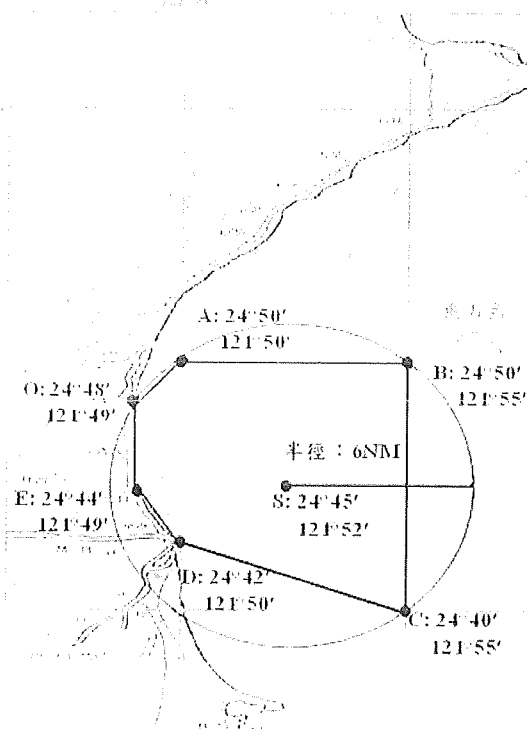 A: 24°50′
121°50′
B: 24°50′
121°55′
O: 24°48′
121°49′
半徑：6NM
E: 24°44′
121°49′
S: 24°45′
121°52′
D: 24°42′
121°50′
C: 24°40′
121°55′